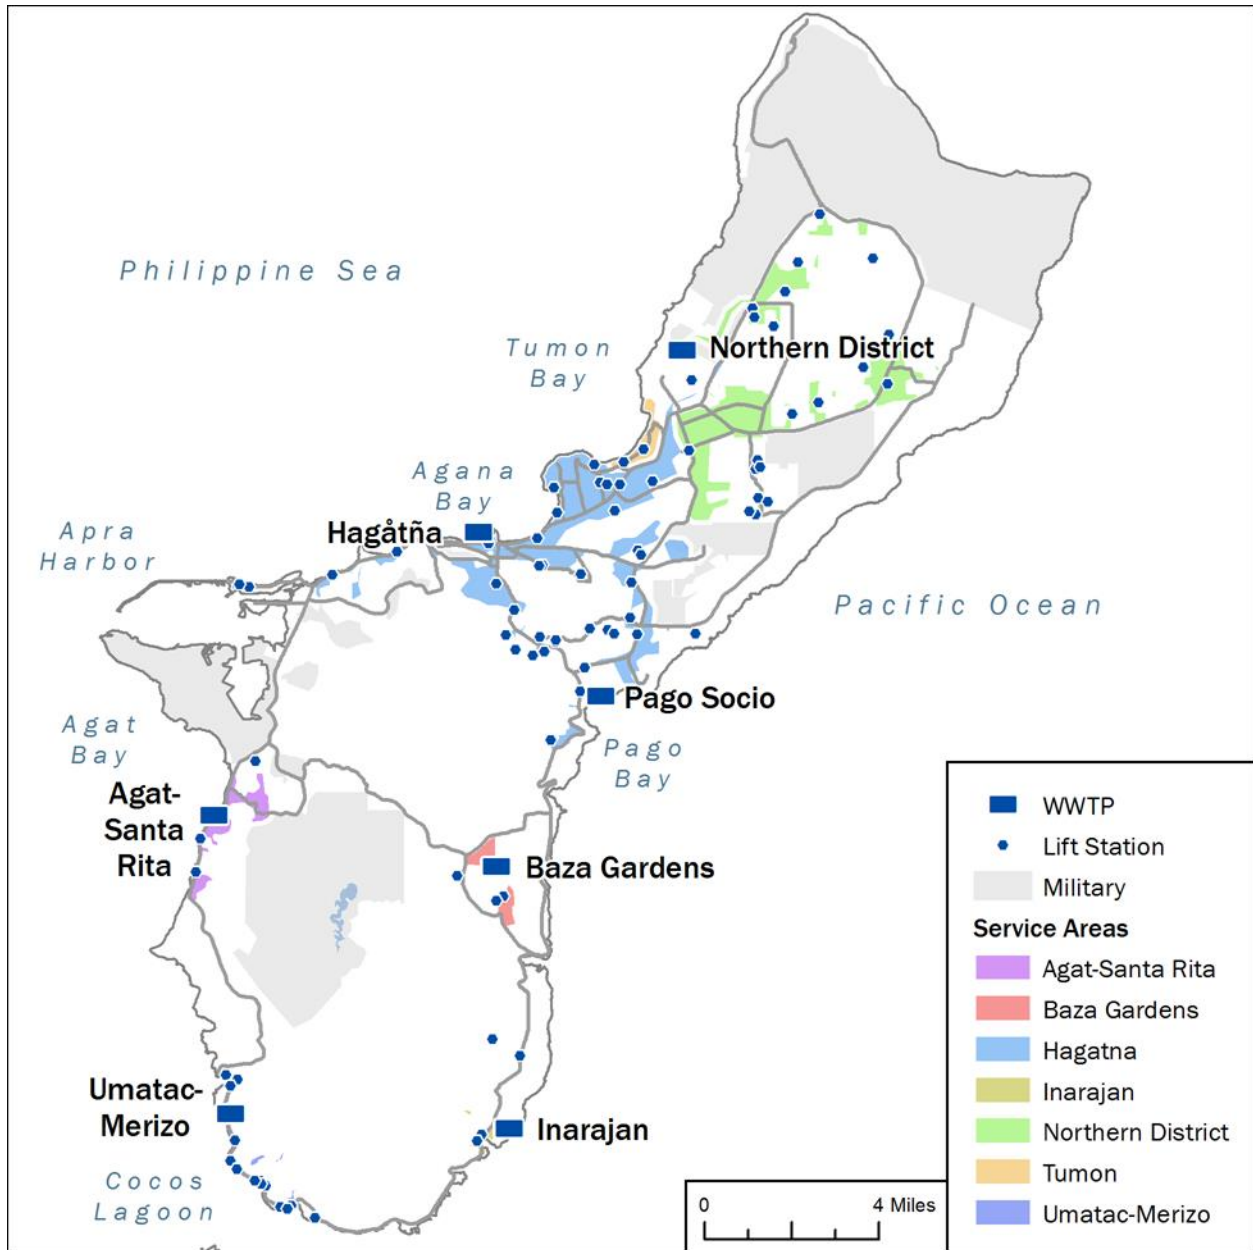 Philippine Sea
Tumon
Bay
Northern District
Agana
Bay
Hagåtña
Apra
Harbor
Pacific Ocean
Pago Socio
Agat
Bay
Pago
Bay
Agat-
Santa
Rita
Baza Gardens
Umatac-
Merizo
Inarajan
Cocos
Lagoon
WWTP
Lift Station
Military
Service Areas
Agat-Santa Rita
Baza Gardens
Hagatna
Inarajan
Northern District
Tumon
Umatac-Merizo
0 4 Miles